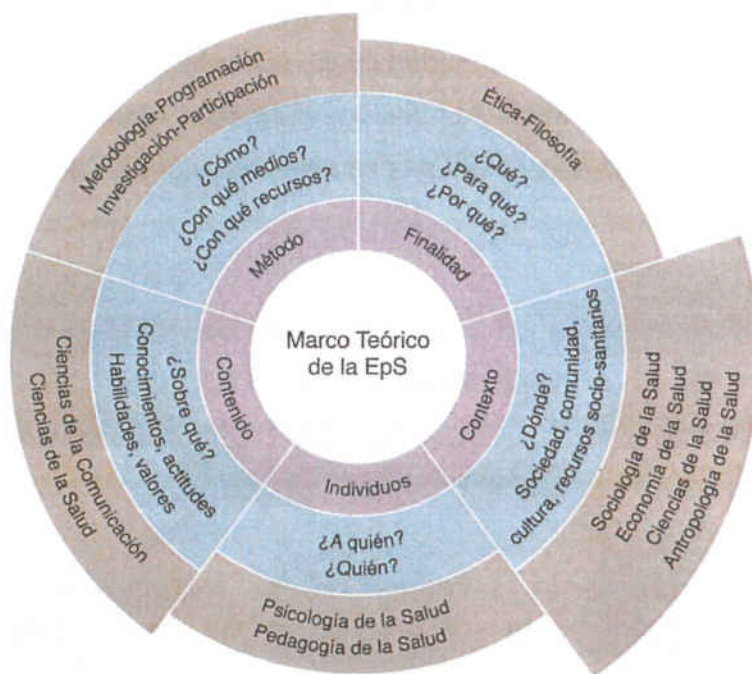 Marco Teórico
de la EpS
Finalidad
¿Qué?
¿Para qué?
¿Por qué?
Ética-Filosofía
Contexto
¿Dónde?
Sociedad, comunidad,
cultura, recursos socio-sanitarios
Sociología de la Salud
Economía de la Salud
Ciencias de la Salud
Antropología de la Salud
Individuos
¿A quién?
¿Quién?
Psicología de la Salud
Pedagogía de la Salud
Contenido
¿Sobre qué?
Conocimientos, actitudes
Habilidades, valores
Ciencias de la Comunicación
Ciencias de la Salud
Método
¿Cómo?
¿Con qué medios?
¿Con qué recursos?
Metodología-Programación
Investigación-Participación